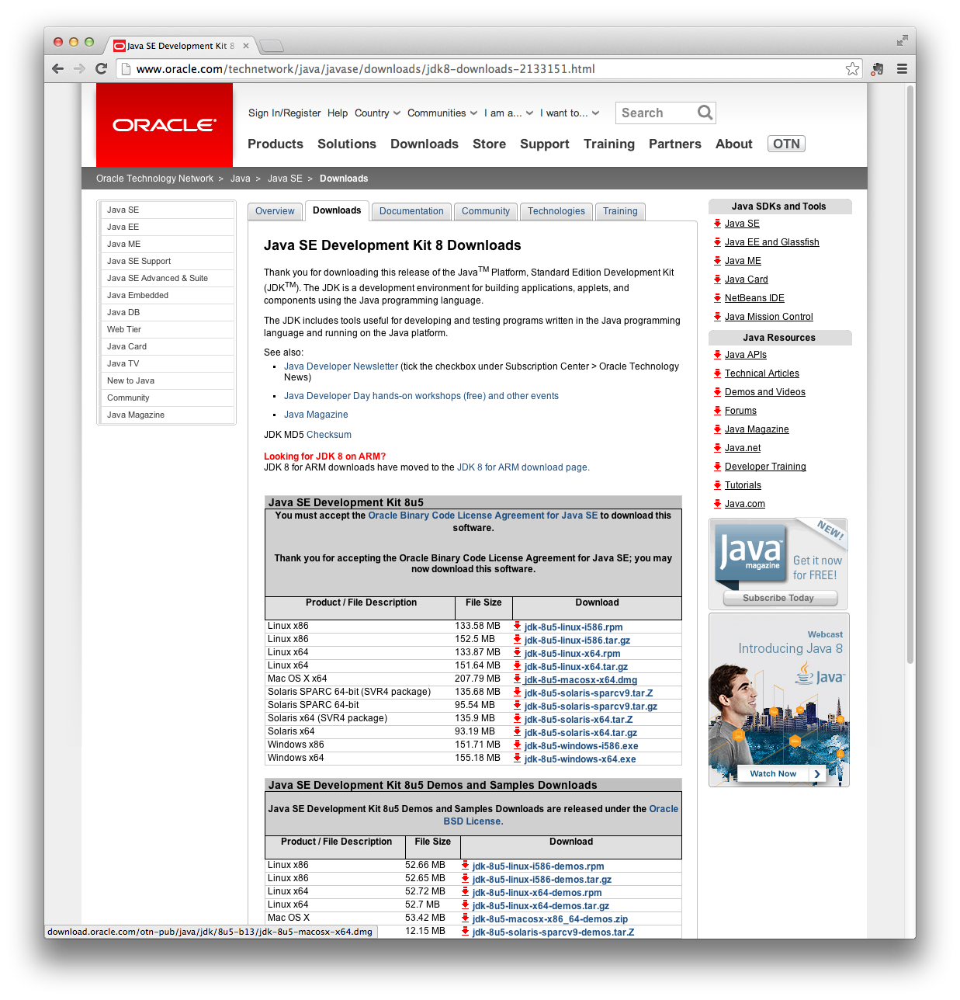 Java SE Development Kit 8
www.oracle.com/technetwork/java/javase/downloads/jdk8-downloads-2133151.html
ORACLE
Sign In/Register Help Country Communities I am a... I want to... Search
Products Solutions Downloads Store Support Training Partners About OTN
Oracle Technology Network > Java > Java SE > Downloads
Java SE
Java EE
Java ME
Java SE Support
Java SE Advanced & Suite
Java Embedded
Java DB
Web Tier
Java Card
Java TV
New to Java
Community
Java Magazine
Overview Downloads Documentation Community Technologies Training
Java SE Development Kit 8 Downloads
Thank you for downloading this release of the Java™ Platform, Standard Edition Development Kit
(JDK™). The JDK is a development environment for building applications, applets, and
components using the Java programming language.
The JDK includes tools useful for developing and testing programs written in the Java programming
language and running on the Java platform.
See also:
Java Developer Newsletter (tick the checkbox under Subscription Center > Oracle Technology
News)
Java Developer Day hands-on workshops (free) and other events
Java Magazine
JDK MD5 Checksum
Looking for JDK 8 on ARM?
JDK 8 for ARM downloads have moved to the JDK 8 for ARM download page.
Java SE Development Kit 8u5
You must accept the Oracle Binary Code License Agreement for Java SE to download this
software.
Thank you for accepting the Oracle Binary Code License Agreement for Java SE; you may
now download this software.
Product / File Description File Size Download
Linux x86 133.58 MB jdk-8u5-linux-i586.rpm
Linux x86 152.5 MB jdk-8u5-linux-i586.tar.gz
Linux x64 133.87 MB jdk-8u5-linux-x64.rpm
Linux x64 151.64 MB jdk-8u5-linux-x64.tar.gz
Mac OS X x64 207.79 MB jdk-8u5-macosx-x64.dmg
Solaris SPARC 64-bit (SVR4 package) 135.68 MB jdk-8u5-solaris-sparcv9.tar.Z
Solaris SPARC 64-bit 95.54 MB jdk-8u5-solaris-sparcv9.tar.gz
Solaris x64 (SVR4 package) 135.9 MB jdk-8u5-solaris-x64.tar.Z
Solaris x64 93.19 MB jdk-8u5-solaris-x64.tar.gz
Windows x86 151.71 MB jdk-8u5-windows-i586.exe
Windows x64 155.18 MB jdk-8u5-windows-x64.exe
Java SE Development Kit 8u5 Demos and Samples Downloads
Java SE Development Kit 8u5 Demos and Samples Downloads are released under the Oracle
BSD License.
Product / File Description File Size Download
Linux x86 52.66 MB jdk-8u5-linux-i586-demos.rpm
Linux x86 52.65 MB jdk-8u5-linux-i586-demos.tar.gz
Linux x64 52.72 MB jdk-8u5-linux-x64-demos.rpm
Linux x64 52.7 MB jdk-8u5-linux-x64-demos.tar.gz
Mac OS X 53.42 MB jdk-8u5-macosx-x86_64-demos.zip
12.15 MB jdk-8u5-solaris-sparcv9-demos.tar.Z
Java SDKs and Tools
Java SE
Java EE and Glassfish
Java ME
Java Card
NetBeans IDE
Java Mission Control
Java Resources
Java APIs
Technical Articles
Demos and Videos
Forums
Java Magazine
Java.net
Developer Training
Tutorials
Java.com
NEW!
Java™
magazine
Get it now
for FREE!
Subscribe Today
Webcast
Introducing Java 8
Java™
Watch Now
download.oracle.com/otn-pub/java/jdk/8u5-b13/jdk-8u5-macosx-x64.dmg